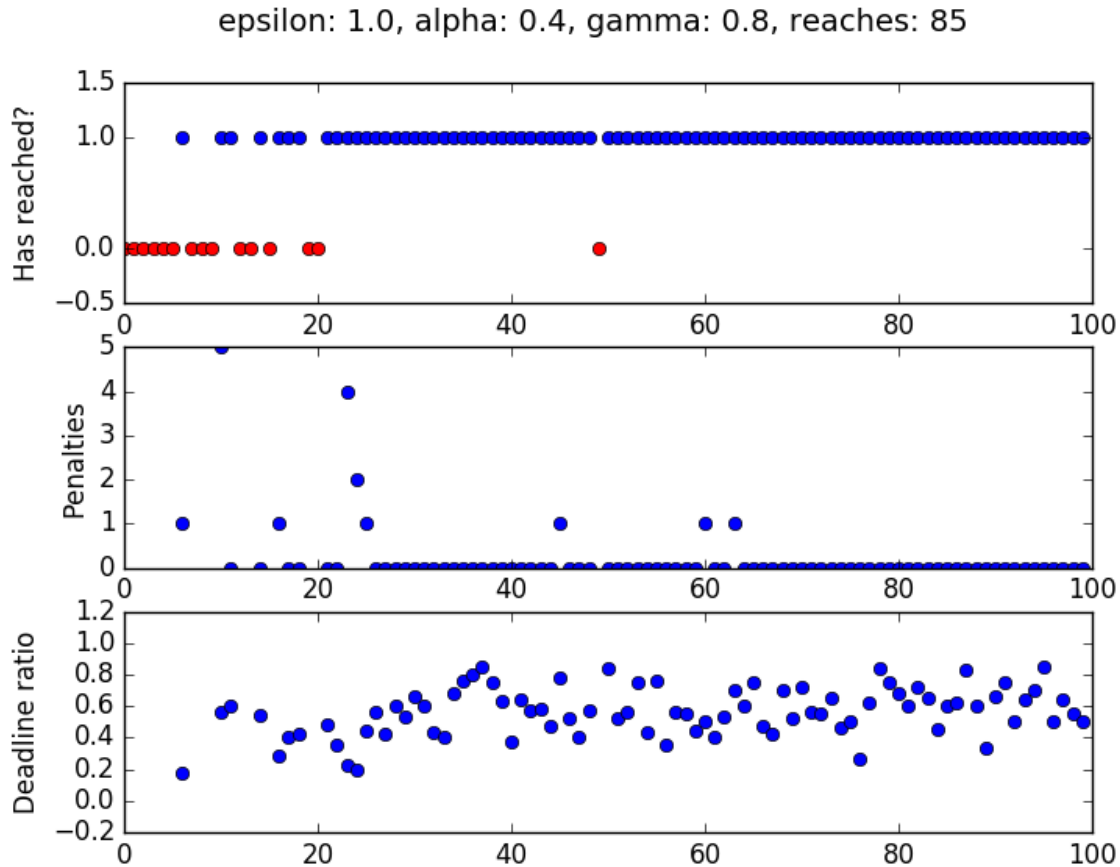 epsilon: 1.0, alpha: 0.4, gamma: 0.8, reaches: 85
Has reached?
1.5
1.0
0.0
−0.5
0 20 40 60 80 100
Penalties
5
4
3
2
1
0
0 20 40 60 80 100
Deadline ratio
1.2
1.0
0.8
0.6
0.4
0.2
0.0
−0.2
0 20 40 60 80 100